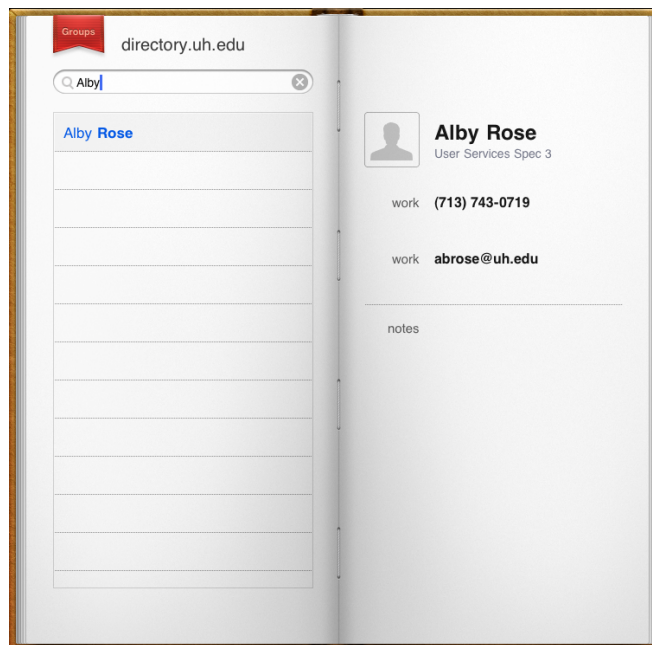 Groups
directory.uh.edu
Alby
Alby Rose
Alby Rose
User Services Spec 3
work (713) 743-0719
work abrose@uh.edu
notes